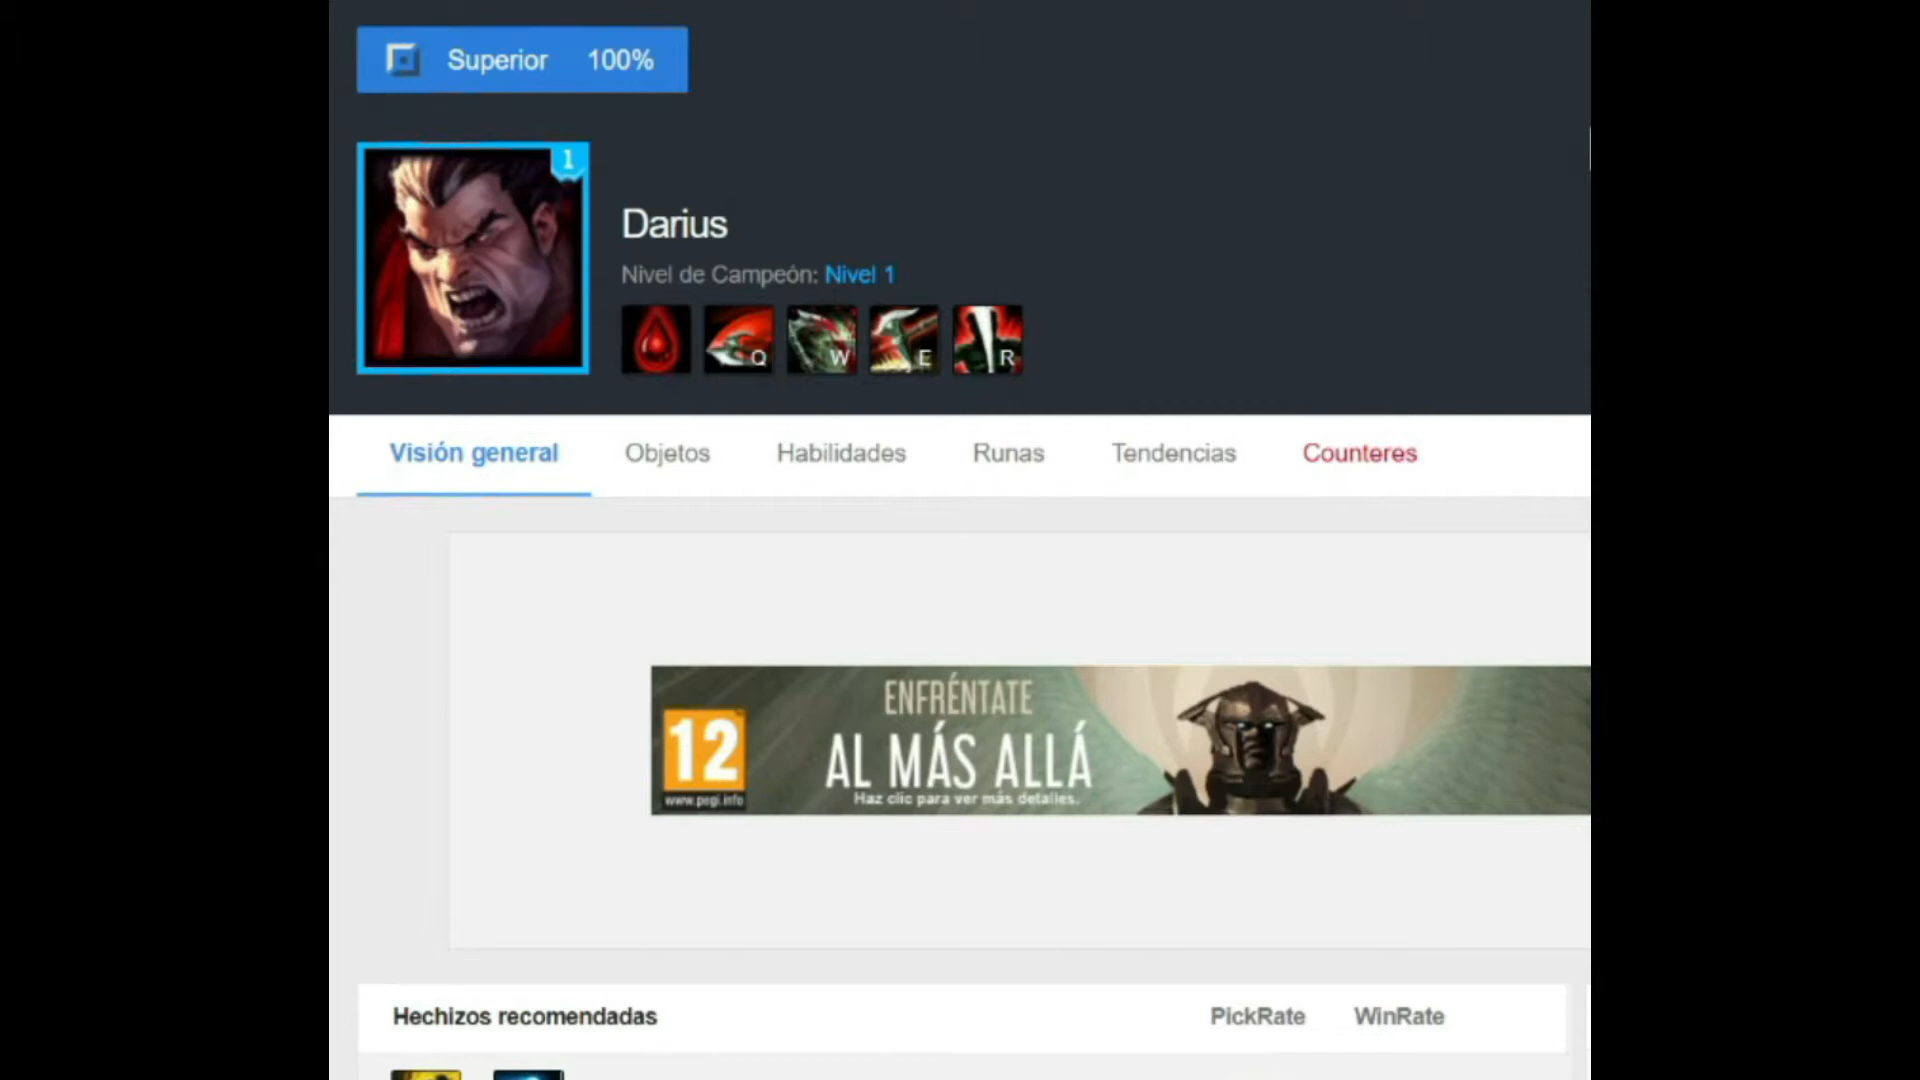 Superior 100%
1
Darius
Nivel de Campeón: Nivel 1
Q W E R
Visión general Objetos Habilidades Runas Tendencias Counteres
ENFRÉNTATE
AL MÁS ALLÁ
Haz clic para ver más detalles.
12
www.pegi.info
Hechizos recomendadas PickRate WinRate